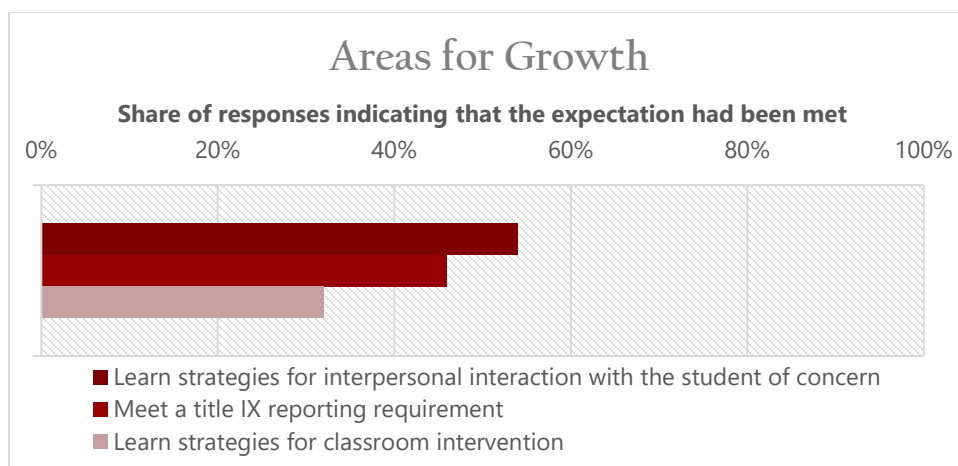 Areas for Growth
Share of responses indicating that the expectation had been met
0% 20% 40% 60% 80% 100%
Learn strategies for interpersonal interaction with the student of concern
Meet a title IX reporting requirement
Learn strategies for classroom intervention